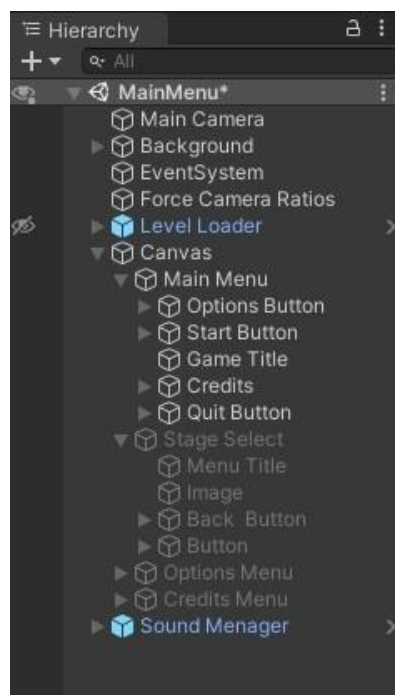 Hierarchy
All
MainMenu*
Main Camera
Background
EventSystem
Force Camera Ratios
Level Loader
Canvas
Main Menu
Options Button
Start Button
Game Title
Credits
Quit Button
Stage Select
Menu Title
Image
Back  Button
Button
Options Menu
Credits Menu
Sound Menager